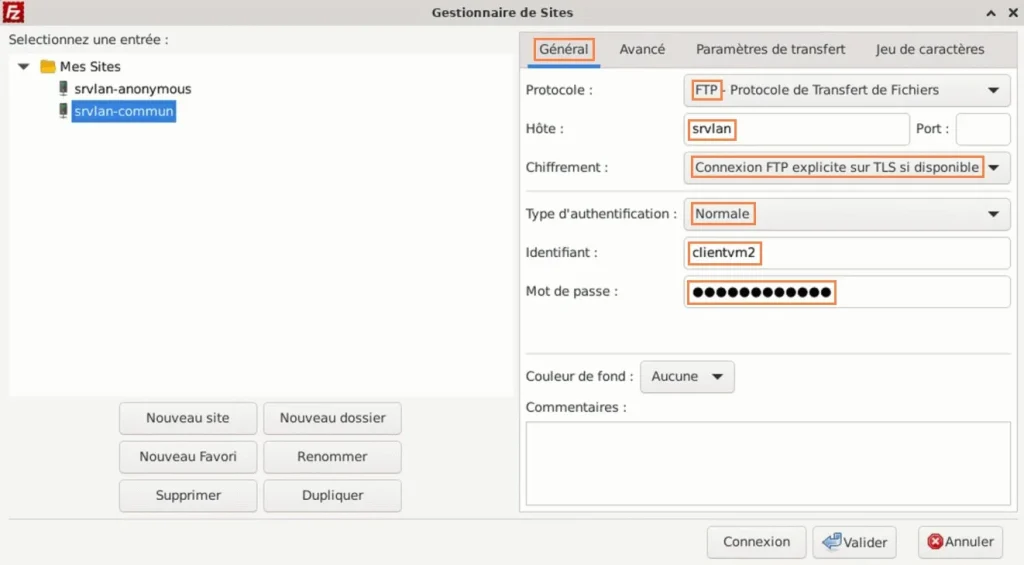 Fz
Gestionnaire de Sites
Selectionnez une entrée :
Mes Sites
srvlan-anonymous
srvlan-commun
Nouveau site
Nouveau dossier
Nouveau Favori
Renommer
Supprimer
Dupliquer
Général
Avancé
Paramètres de transfert
Jeu de caractères
Protocole :
FTP - Protocole de Transfert de Fichiers
Hôte :
srvlan
Port :
Chiffrement :
Connexion FTP explicite sur TLS si disponible
Type d'authentification :
Normale
Identifiant :
clientvm2
Mot de passe :
●●●●●●●●●●●●
Couleur de fond :
Aucune
Commentaires :
Connexion
Valider
Annuler